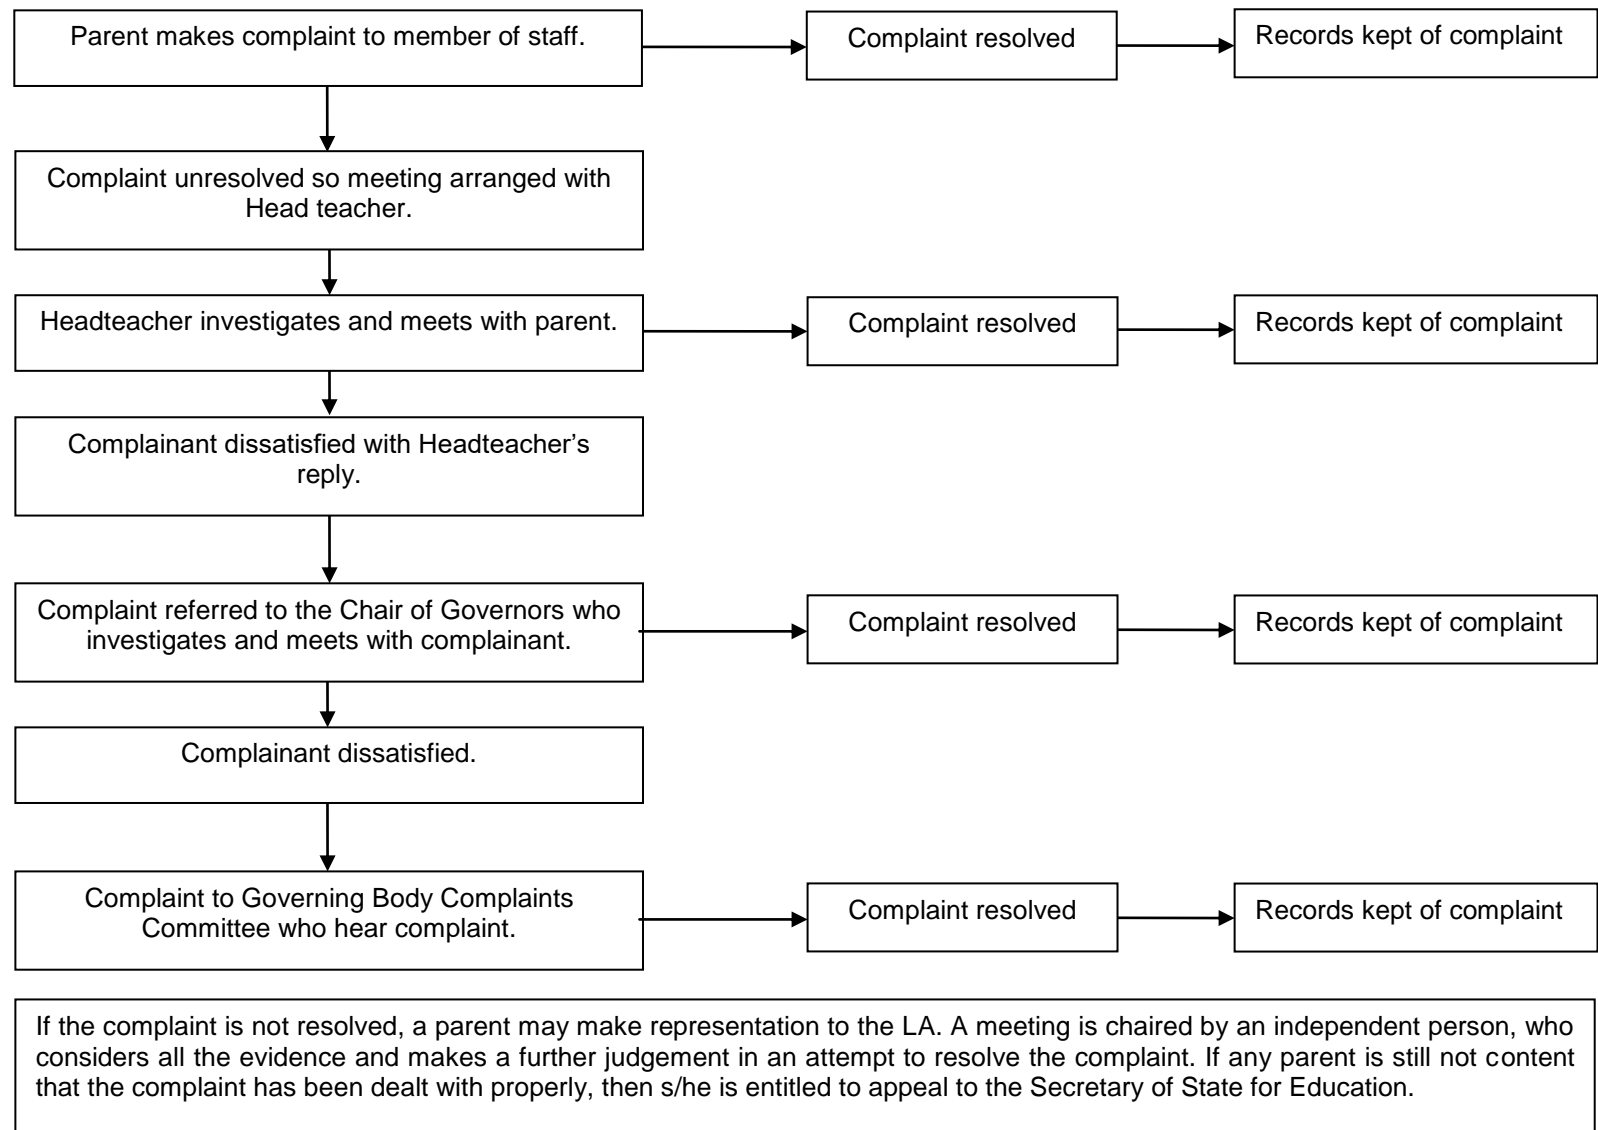 Parent makes complaint to member of staff.
Complaint resolved
Records kept of complaint
Complaint unresolved so meeting arranged with
Head teacher.
Headteacher investigates and meets with parent.
Complaint resolved
Records kept of complaint
Complainant dissatisfied with Headteacher’s
reply.
Complaint referred to the Chair of Governors who
investigates and meets with complainant.
Complaint resolved
Records kept of complaint
Complainant dissatisfied.
Complaint to Governing Body Complaints
Committee who hear complaint.
Complaint resolved
Records kept of complaint
If the complaint is not resolved, a parent may make representation to the LA. A meeting is chaired by an independent person, who
considers all the evidence and makes a further judgement in an attempt to resolve the complaint. If any parent is still not content
that the complaint has been dealt with properly, then s/he is entitled to appeal to the Secretary of State for Education.